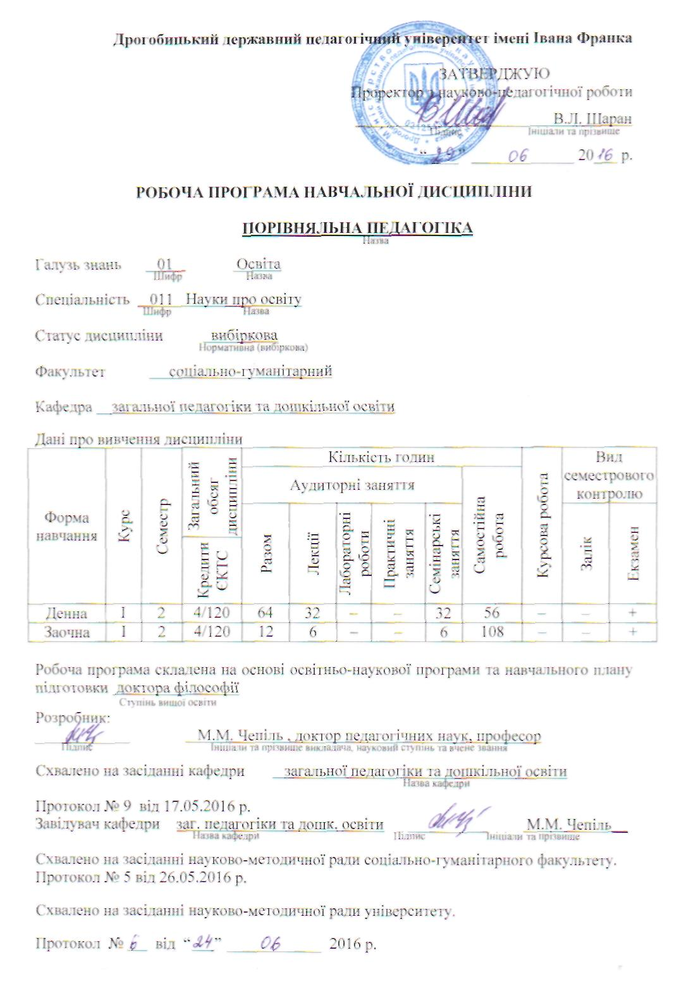 Дрогобицький державний педагогічний університет імені Івана Франка
ЗАТВЕРДЖУЮ
Проректор з науково-педагогічної роботи
В.Л. Шаран
Підпис Ініціали та прізвище
“ 29 ” 06 2016 р.
РОБОЧА ПРОГРАМА НАВЧАЛЬНОЇ ДИСЦИПЛІНИ
ПОРІВНЯЛЬНА ПЕДАГОГІКА
Назва
Галузь знань 01 Освіта
Шифр Назва
Спеціальність 011 Науки про освіту
Шифр Назва
Статус дисципліни вибіркова
Нормативна (вибіркова)
Факультет соціально-гуманітарний
Кафедра загальної педагогіки та дошкільної освіти
Дані про вивчення дисципліни
Форма навчання
Курс
Семестр
Загальний обсяг дисципліни
Кредити ЄКТС
Кількість годин
Аудиторні заняття
Разом
Лекції
Лабораторні роботи
Практичні заняття
Семінарські заняття
Самостійна робота
Курсова робота
Вид семестрового контролю
Залік
Екзамен
Денна І 2 4/120 64 32 – – 32 56 – – +
Заочна І 2 4/120 12 6 – – 6 108 – – +
Робоча програма складена на основі освітньо-наукової програми та навчального плану
підготовки доктора філософії
Ступінь вищої освіти
Розробник:
М.М. Чепіль , доктор педагогічних наук, професор
Підпис Ініціали та прізвище викладача, науковий ступінь та вчене звання
Схвалено на засіданні кафедри загальної педагогіки та дошкільної освіти
Назва кафедри
Протокол № 9 від 17.05.2016 р.
Завідувач кафедри заг. педагогіки та дошк. освіти М.М. Чепіль
Назва кафедри Підпис Ініціали та прізвище
Схвалено на засіданні науково-методичної ради соціально-гуманітарного факультету.
Протокол № 5 від 26.05.2016 р.
Схвалено на засіданні науково-методичної ради університету.
Протокол № 6 від “24” 06 2016 р.